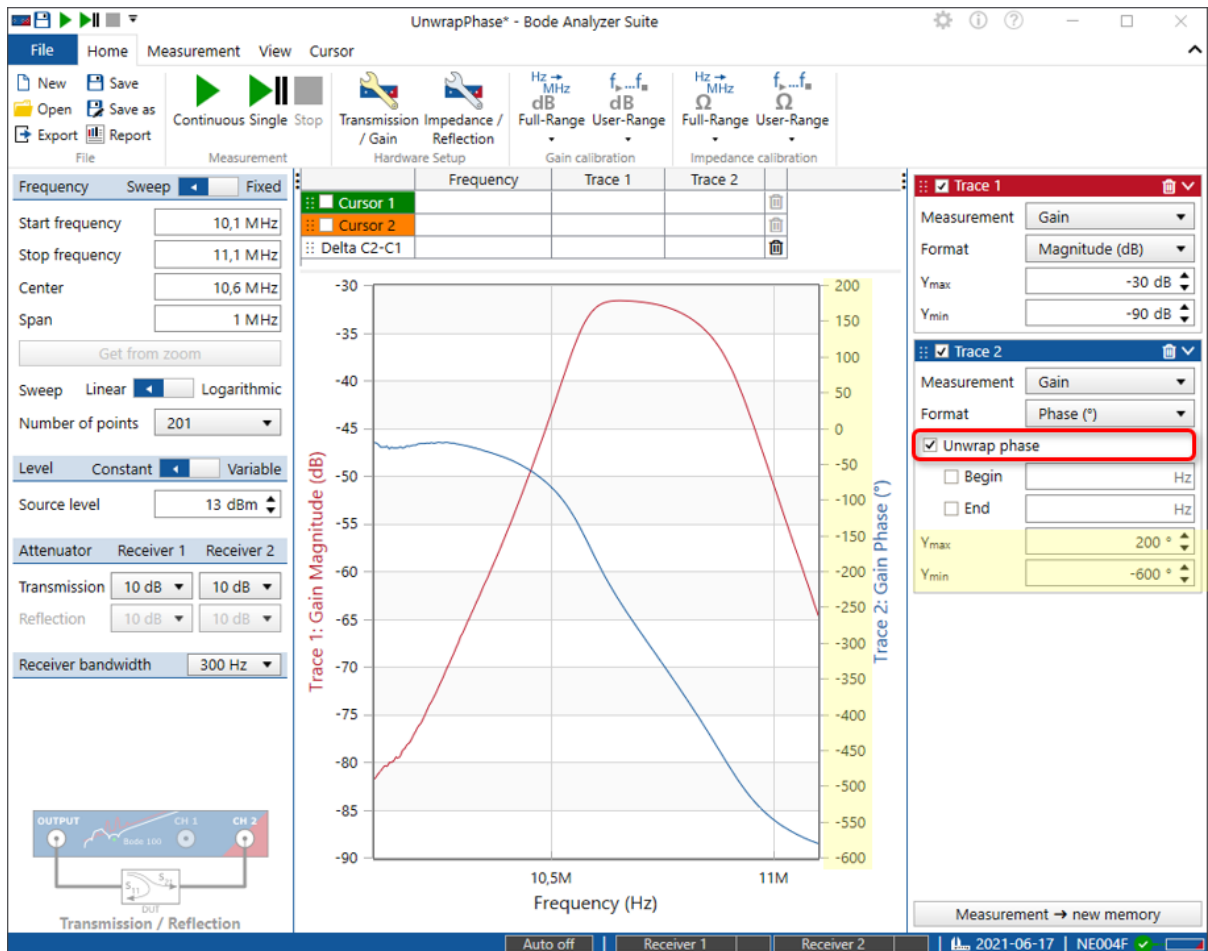 UnwrapPhase* - Bode Analyzer Suite
File Home Measurement View Cursor
New Save
Open Save as
Export Report
File
Continuous Single Stop
Measurement
Transmission / Gain
Impedance / Reflection
Hardware Setup
Hz → MHz dB Full-Range
f▶...f■ dB User-Range
Gain calibration
Hz → MHz Ω Full-Range
f▶...f■ Ω User-Range
Impedance calibration
Frequency Sweep Fixed
Start frequency 10,1 MHz
Stop frequency 11,1 MHz
Center 10,6 MHz
Span 1 MHz
Get from zoom
Sweep Linear Logarithmic
Number of points 201
Level Constant Variable
Source level 13 dBm
Attenuator Receiver 1 Receiver 2
Transmission 10 dB 10 dB
Reflection 10 dB 10 dB
Receiver bandwidth 300 Hz
OUTPUT CH 1 CH 2
Bode 100
S11 S21
DUT
Transmission / Reflection
Frequency Trace 1 Trace 2
Cursor 1
Cursor 2
Delta C2-C1
Trace 1: Gain Magnitude (dB)
-30
-35
-40
-45
-50
-55
-60
-65
-70
-75
-80
-85
-90
200
150
100
50
0
-50
-100
-150
-200
-250
-300
-350
-400
-450
-500
-550
-600
Trace 2: Gain Phase (°)
10,5M 11M
Frequency (Hz)
Trace 1
Measurement Gain
Format Magnitude (dB)
Ymax -30 dB
Ymin -90 dB
Trace 2
Measurement Gain
Format Phase (°)
Unwrap phase
Begin Hz
End Hz
Ymax 200 °
Ymin -600 °
Measurement → new memory
Auto off Receiver 1 Receiver 2 2021-06-17 NE004F